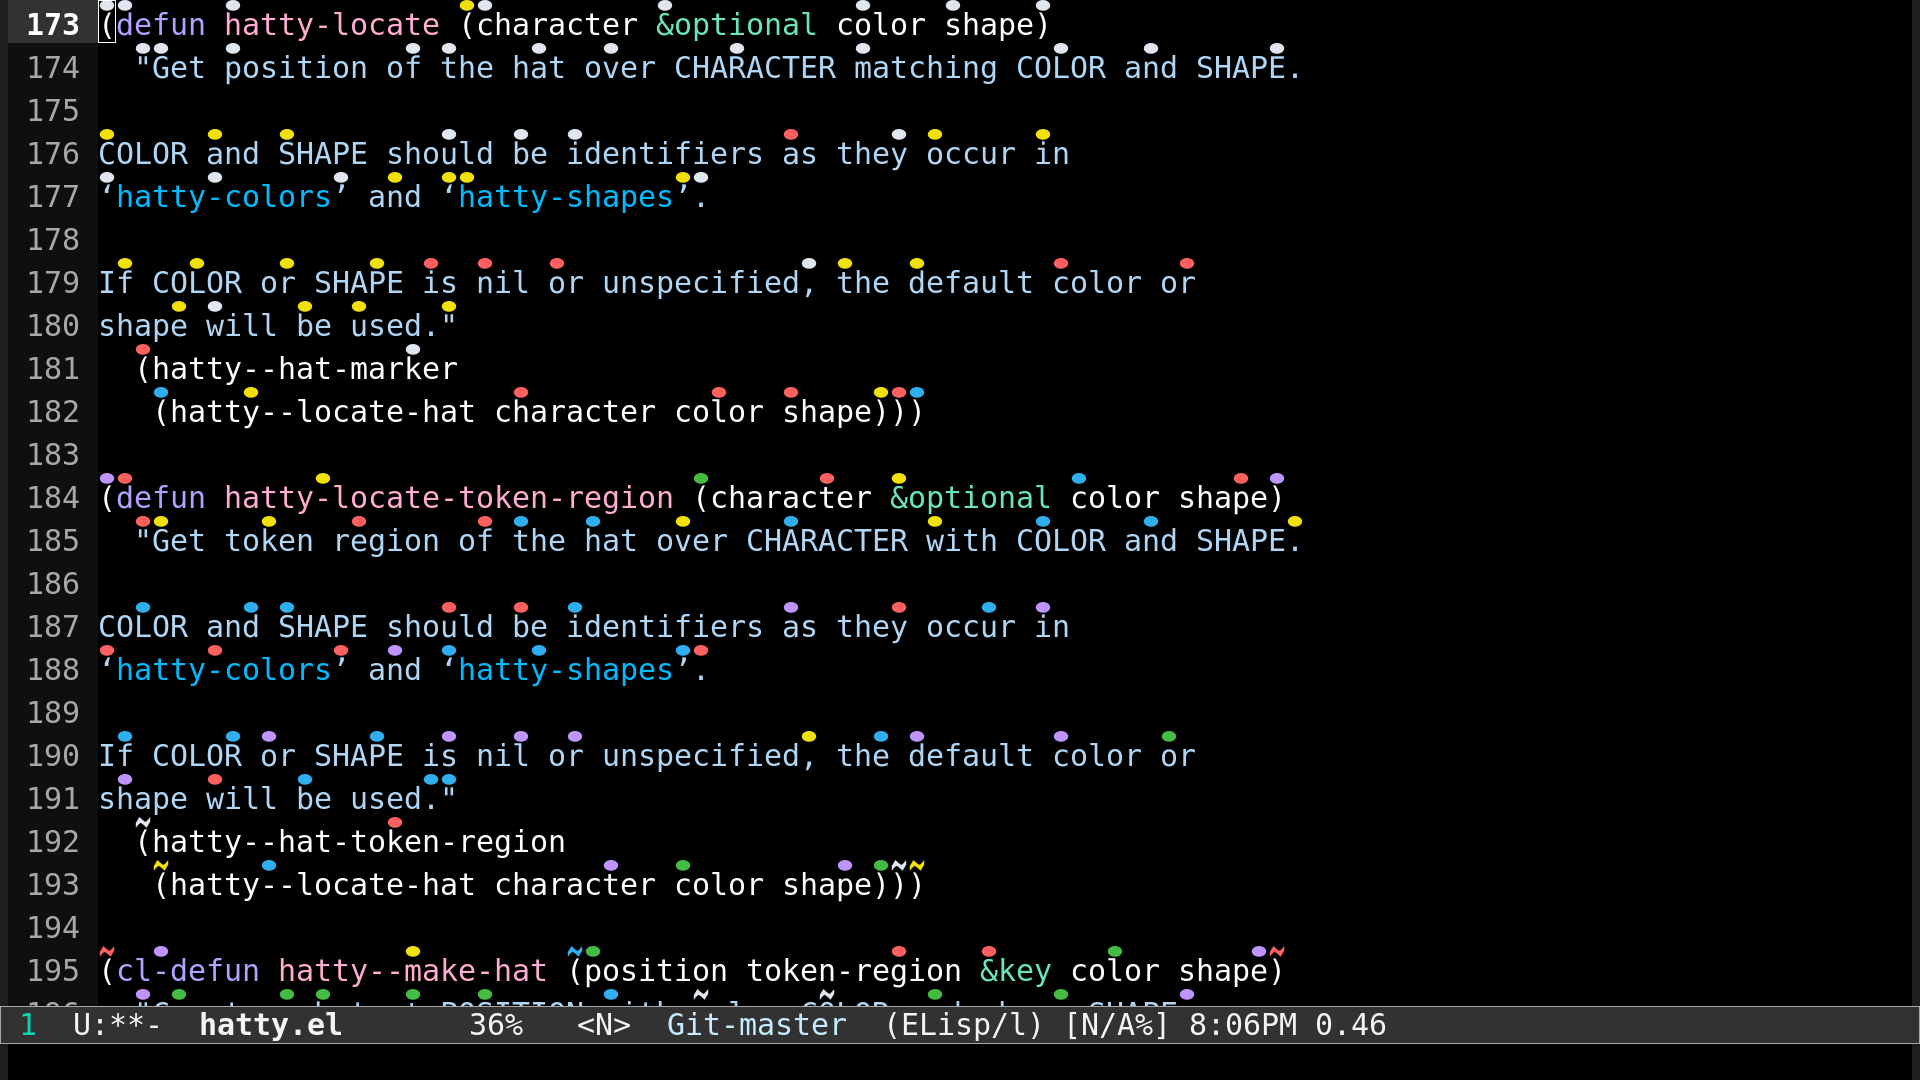 173 (defun hatty-locate (character &optional color shape)
174   "Get position of the hat over CHARACTER matching COLOR and SHAPE.
175
176 COLOR and SHAPE should be identifiers as they occur in
177 ‘hatty-colors’ and ‘hatty-shapes’.
178
179 If COLOR or SHAPE is nil or unspecified, the default color or
180 shape will be used."
181   (hatty--hat-marker
182    (hatty--locate-hat character color shape)))
183
184 (defun hatty-locate-token-region (character &optional color shape)
185   "Get token region of the hat over CHARACTER with COLOR and SHAPE.
186
187 COLOR and SHAPE should be identifiers as they occur in
188 ‘hatty-colors’ and ‘hatty-shapes’.
189
190 If COLOR or SHAPE is nil or unspecified, the default color or
191 shape will be used."
192   (hatty--hat-token-region
193    (hatty--locate-hat character color shape)))
194
195 (cl-defun hatty--make-hat (position token-region &key color shape)
1  U:**-  hatty.el       36%   <N>  Git-master  (ELisp/l) [N/A%] 8:06PM 0.46